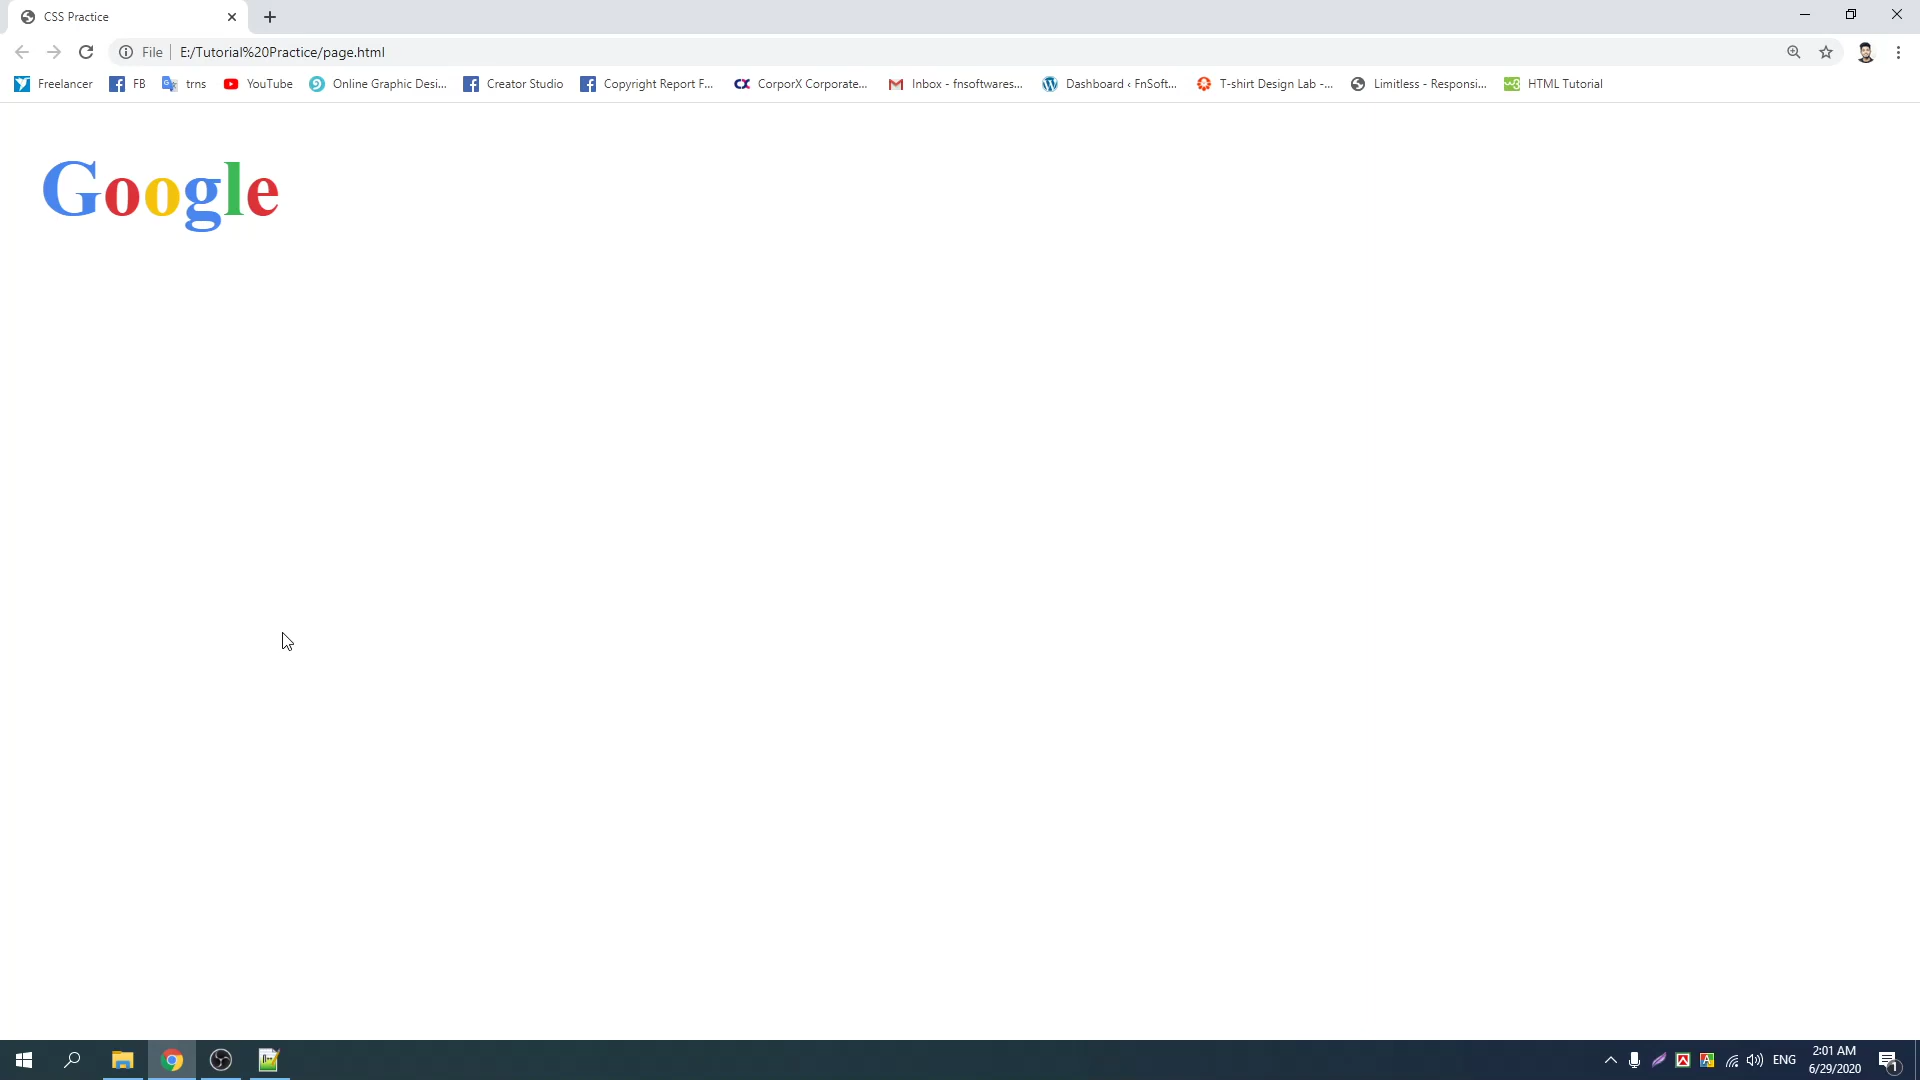 CSS Practice
File E:/Tutorial%20Practice/page.html
Freelancer FB trns YouTube Online Graphic Desi... Creator Studio Copyright Report F... CorporX Corporate... Inbox - fnsoftwares... Dashboard ‹ FnSoft... T-shirt Design Lab -... Limitless - Responsi... HTML Tutorial
Google
ENG
2:01 AM
6/29/2020
1